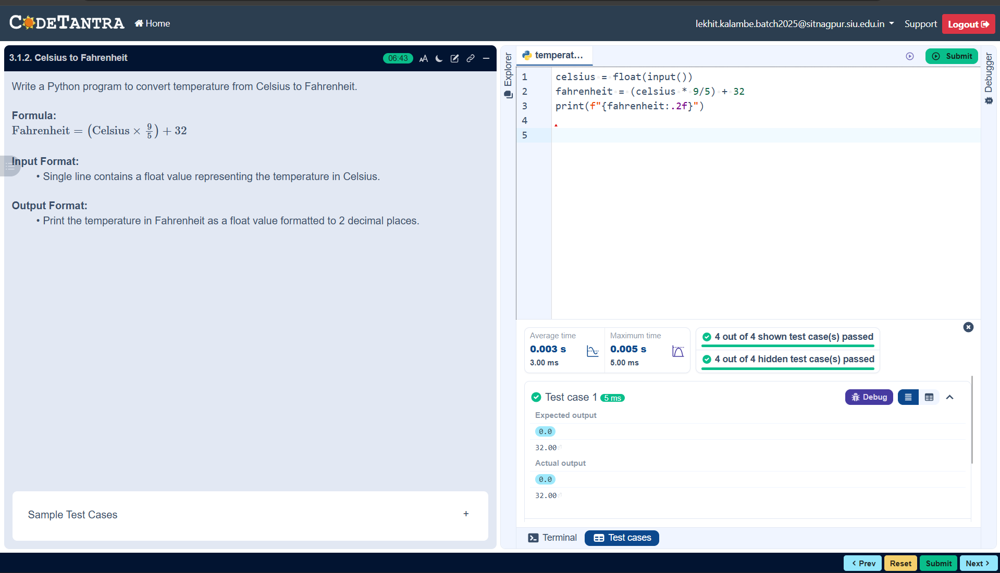 CODETANTRA
Home
lekhit.kalambe.batch2025@sitnagpur.siu.edu.in
Support
Logout
3.1.2. Celsius to Fahrenheit
06:43
AA
Write a Python program to convert temperature from Celsius to Fahrenheit.
Formula:
Fahrenheit = (Celsius × 9/5) + 32
Input Format:
• Single line contains a float value representing the temperature in Celsius.
Output Format:
• Print the temperature in Fahrenheit as a float value formatted to 2 decimal places.
Sample Test Cases
+
Explorer
temperat...
Submit
Debugger
1 celsius = float(input())
2 fahrenheit = (celsius * 9/5) + 32
3 print(f"{fahrenheit:.2f}")
4
5
Average time
0.003 s
3.00 ms
Maximum time
0.005 s
5.00 ms
4 out of 4 shown test case(s) passed
4 out of 4 hidden test case(s) passed
Test case 1
5 ms
Debug
Expected output
0.0
32.00
Actual output
0.0
32.00
Terminal
Test cases
< Prev
Reset
Submit
Next >